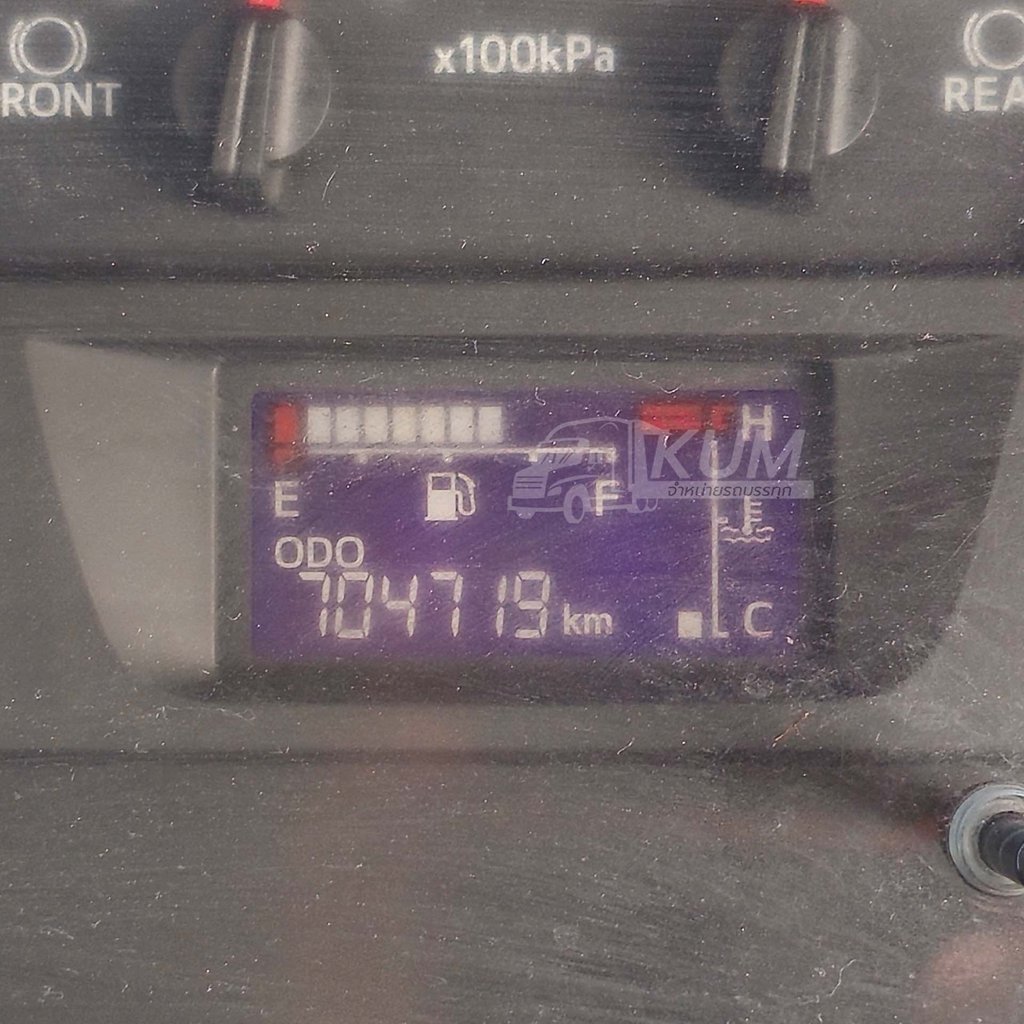 FRONT
x100kPa
REA
H
KUM
จำหน่ายรถบรรทุก
E
F
ODO
704719 km
C